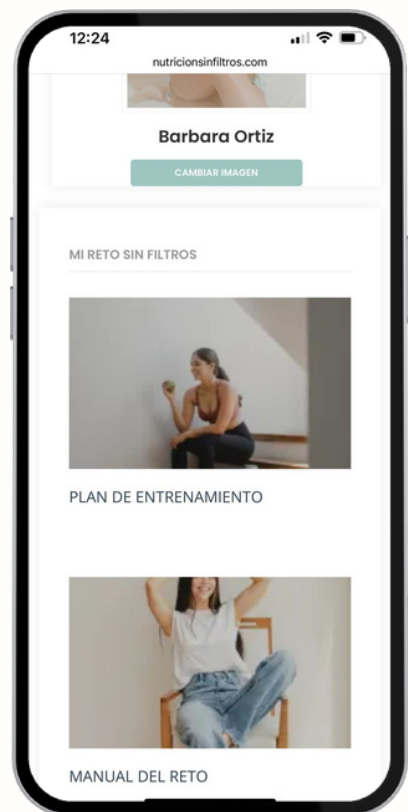 12:24
nutricionsinfiltros.com
Barbara Ortiz
CAMBIAR IMAGEN
MI RETO SIN FILTROS
PLAN DE ENTRENAMIENTO
MANUAL DEL RETO